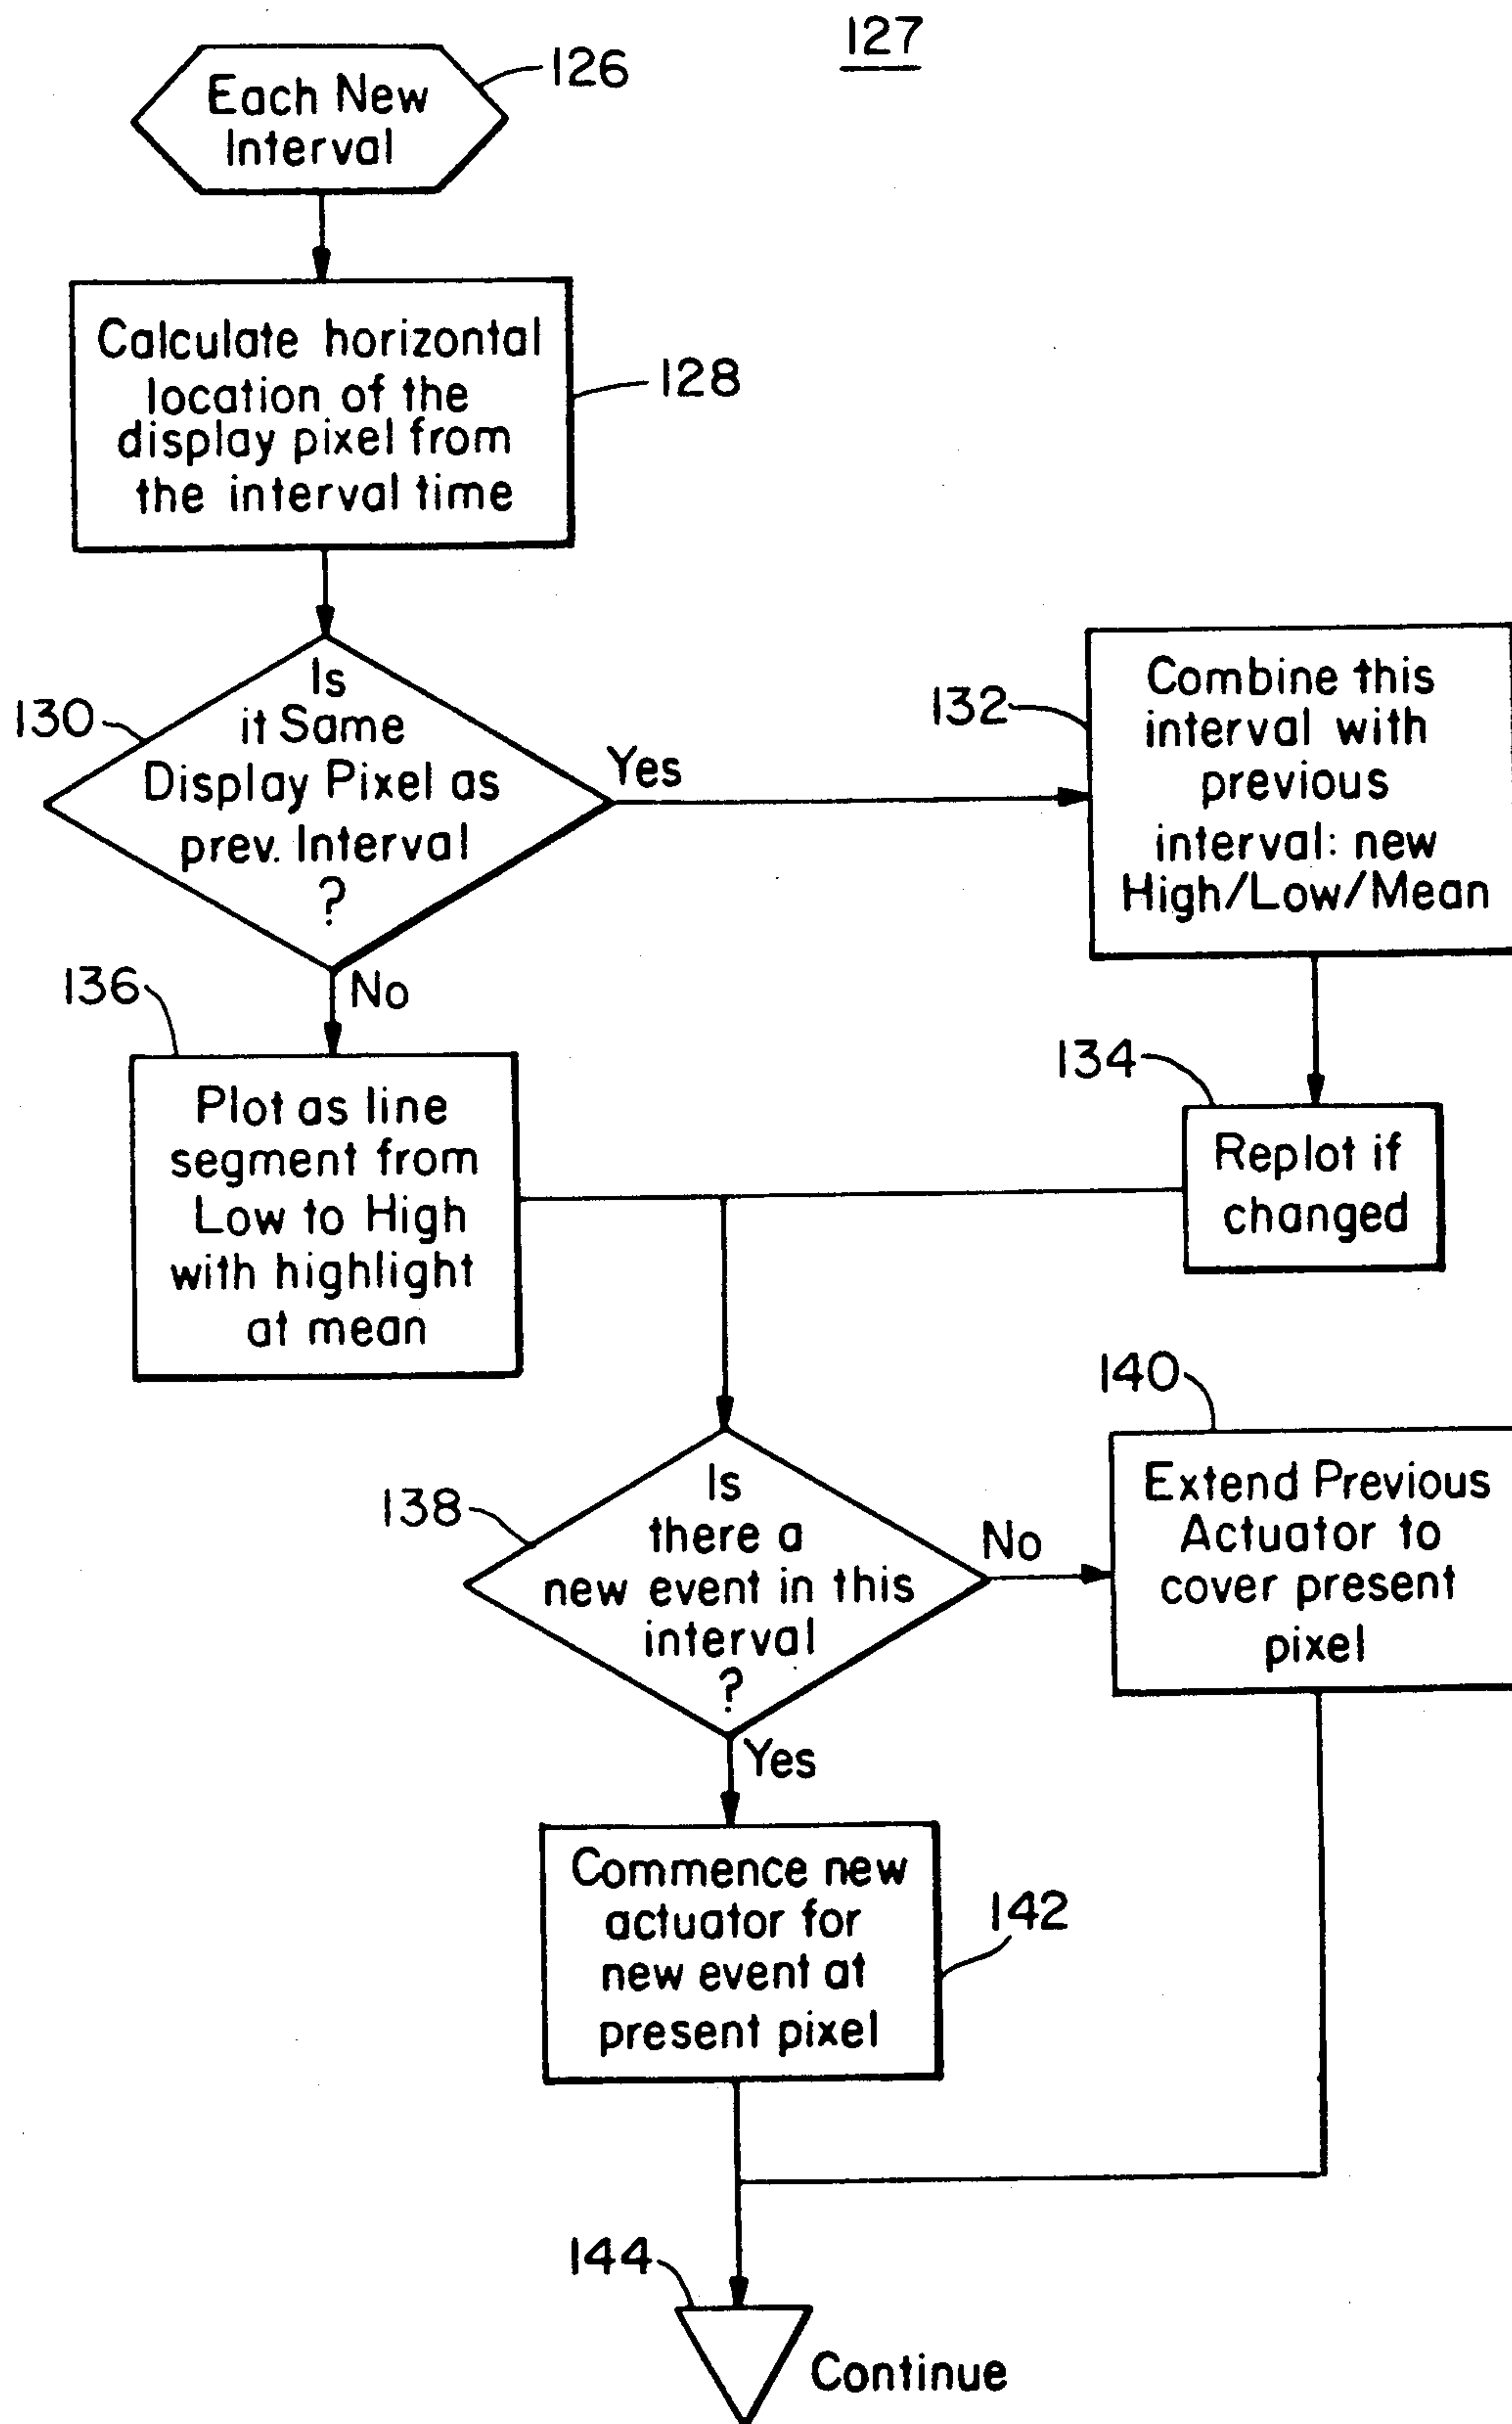 127
126
Each New
Interval
Calculate horizontal
location of the
display pixel from
the interval time
128
130
Is
it Same
Display Pixel as
prev. Interval
?
Yes
No
132
Combine this
interval with
previous
interval: new
High/Low/Mean
136
Plot as line
segment from
Low to High
with highlight
at mean
134
Replot if
changed
138
Is
there a
new event in this
interval
?
No
Yes
140
Extend Previous
Actuator to
cover present
pixel
Commence new
actuator for
new event at
present pixel
142
144
Continue